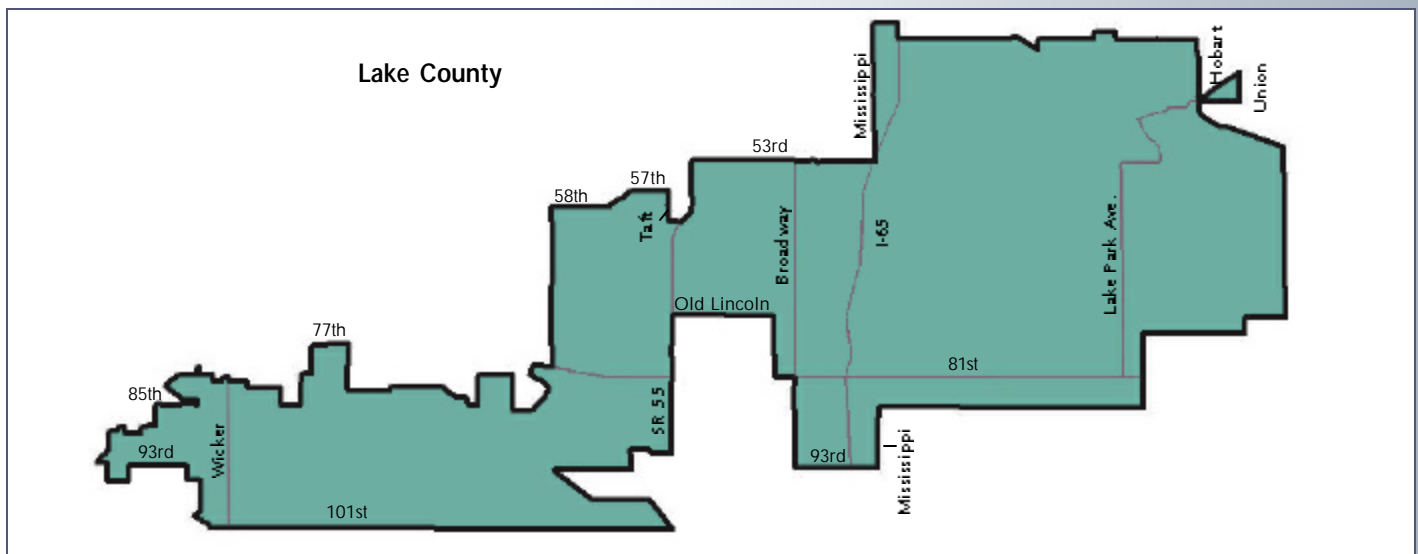 Lake County
Mississippi
Hobart
Union
53rd
57th
58th
Taft
Broadway
I-65
Lake Park Ave.
Old Lincoln
77th
81st
85th
SR 55
Wicker
93rd
93rd
Mississippi
101st